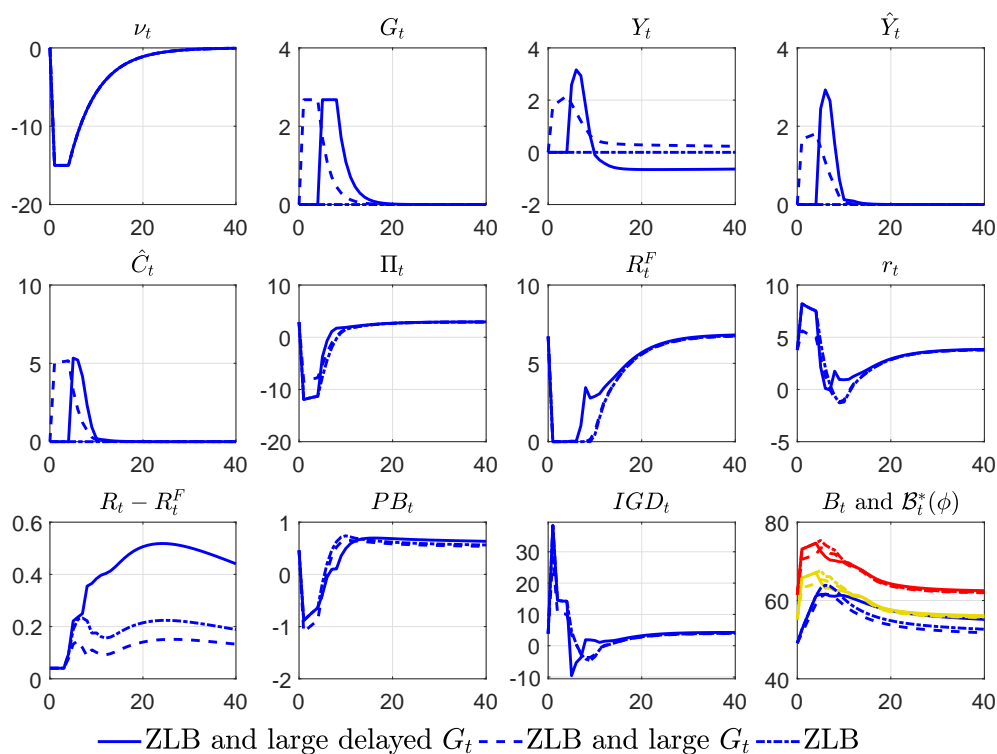 ν_t G_t Y_t Ŷ_t
0 -10 -20 0 20 40
4 2 0 0 20 40
4 2 0 -2 0 20 40
4 2 0 0 20 40
Ĉ_t Π_t R_t^F r_t
10 5 0 0 20 40
10 0 -10 -20 0 20 40
10 5 0 0 20 40
10 5 0 -5 0 20 40
R_t − R_t^F PB_t IGD_t B_t and 𝓑_t^*(ϕ)
0.6 0.4 0.2 0 0 20 40
1 0 -1 -2 0 20 40
30 20 10 0 -10 0 20 40
80 60 40 0 20 40
ZLB and large delayed G_t ZLB and large G_t ZLB